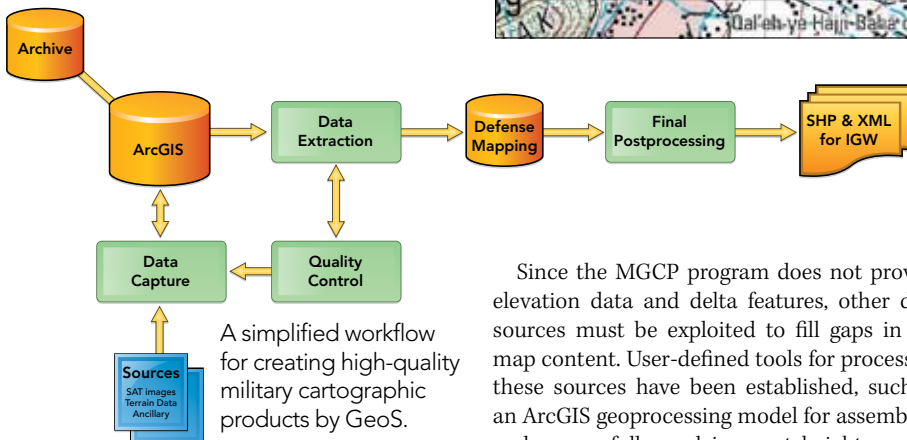 Qal'eh-ye Hajji-Baba
Archive
ArcGIS
Data
Extraction
Defense
Mapping
Final
Postprocessing
SHP & XML
for IGW
Data
Capture
Quality
Control
Sources
SAT images
Terrain Data
Ancillary
A simplified workflow
for creating high-quality
military cartographic
products by GeoS.
Since the MGCP program does not prov
elevation data and delta features, other d
sources must be exploited to fill gaps in
map content. User-defined tools for process
these sources have been established, such
an ArcGIS geoprocessing model for assemb